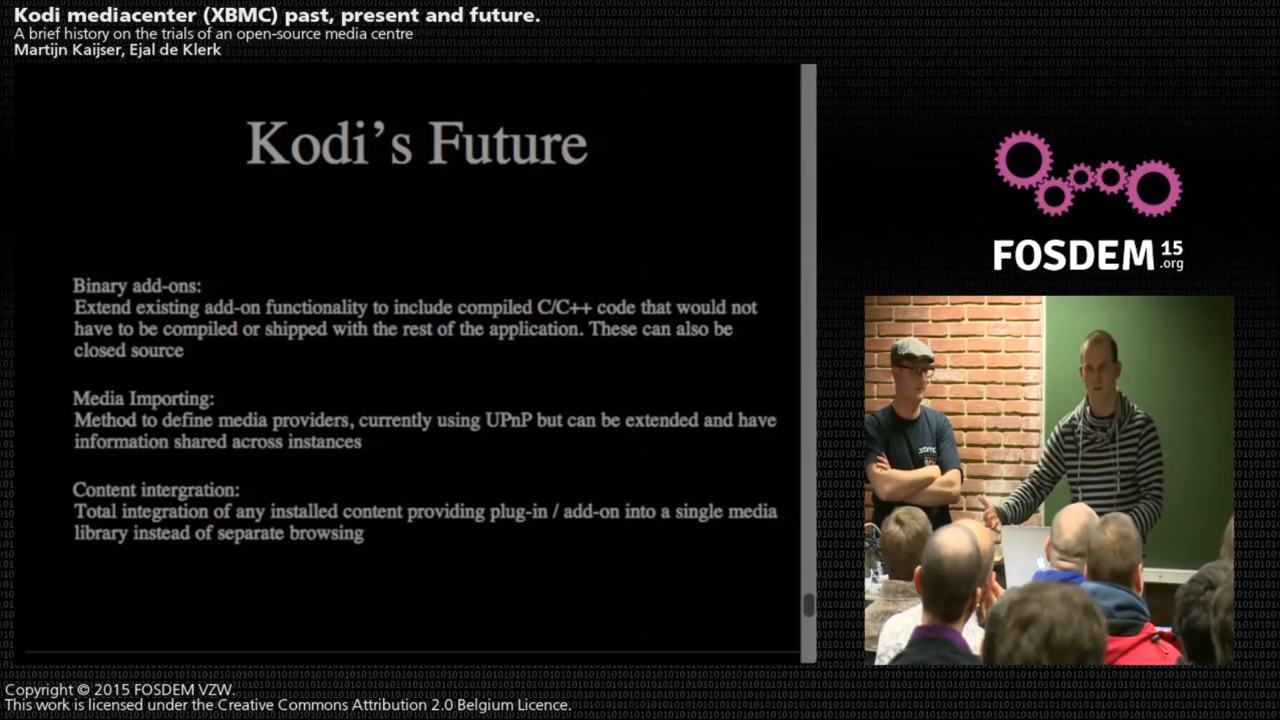 Kodi mediacenter (XBMC) past, present and future.
A brief history on the trials of an open-source media centre
Martijn Kaijser, Ejal de Klerk
Kodi's Future
Binary add-ons:
Extend existing add-on functionality to include compiled C/C++ code that would not
have to be compiled or shipped with the rest of the application. These can also be
closed source
Media Importing:
Method to define media providers, currently using UPnP but can be extended and have
information shared across instances
Content intergration:
Total integration of any installed content providing plug-in / add-on into a single media
library instead of separate browsing
FOSDEM 15
.org
Copyright © 2015 FOSDEM VZW.
This work is licensed under the Creative Commons Attribution 2.0 Belgium Licence.